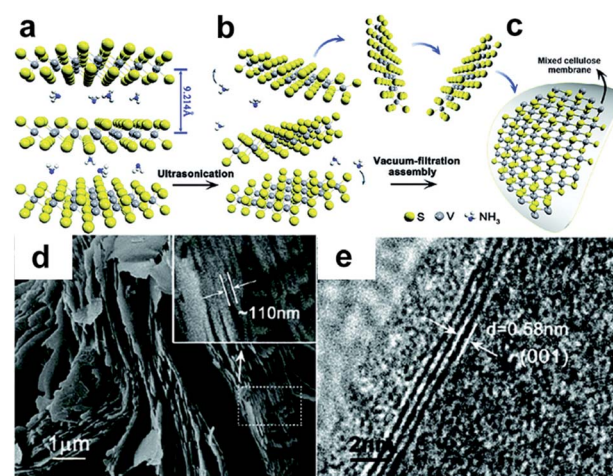 a
b
c
Mixed cellulose
membrane
9.214Å
Ultrasonication
Vacuum-filtration
assembly
S
V
NH₃
d
~110nm
1μm
e
d=0.58nm
(001)
2nm